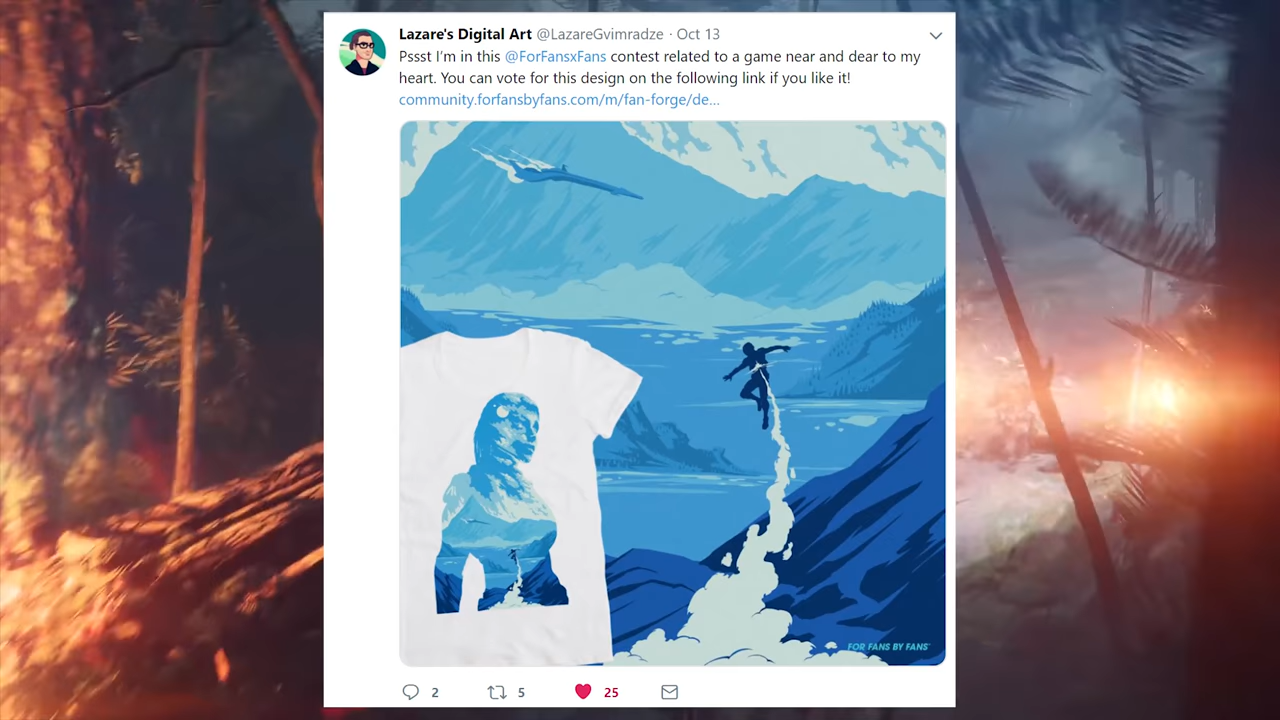 Lazare's Digital Art @LazareGvimradze · Oct 13
Pssst I'm in this @ForFansxFans contest related to a game near and dear to my
heart. You can vote for this design on the following link if you like it!
community.forfansbyfans.com/m/fan-forge/de...
FOR FANS BY FANS
2 5 25